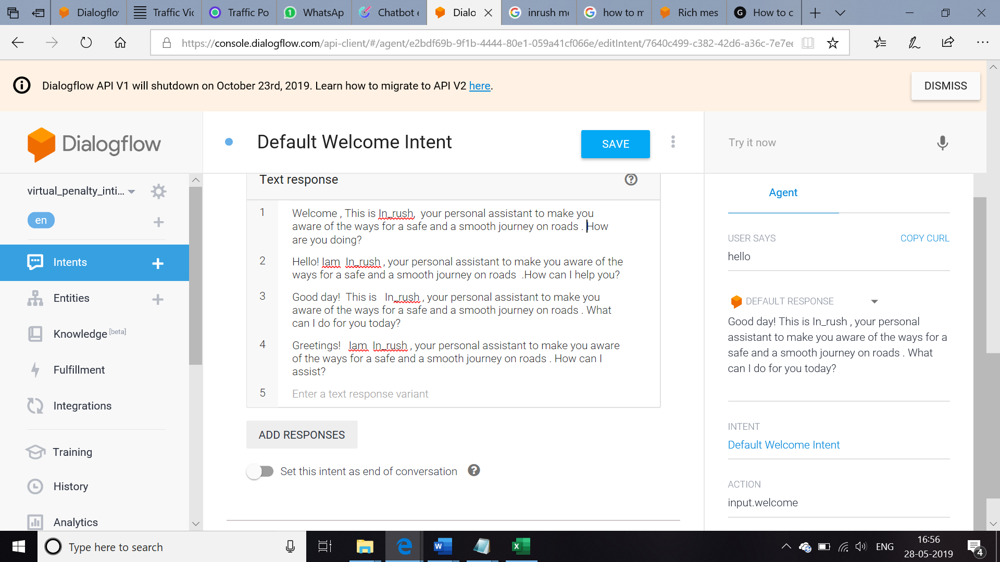 Dialogflo
Traffic Vic
Traffic Po
WhatsAp
Chatbot e
Dialo
inrush me
how to m
Rich mes
How to c
https://console.dialogflow.com/api-client/#/agent/e2bdf69b-9f1b-4444-80e1-059a41cf066e/editIntent/7640c499-c382-42d6-a36c-7e7ee
Dialogflow API V1 will shutdown on October 23rd, 2019. Learn how to migrate to API V2 here.
DISMISS
Dialogflow
Default Welcome Intent
SAVE
Try it now
virtual_penalty_inti...
en
Intents
Entities
Knowledge [beta]
Fulfillment
Integrations
Training
History
Analytics
Text response
1 Welcome , This is In_rush, your personal assistant to make you
aware of the ways for a safe and a smooth journey on roads . How
are you doing?
2 Hello! Iam In_rush , your personal assistant to make you aware of the
ways for a safe and a smooth journey on roads .How can I help you?
3 Good day! This is In_rush , your personal assistant to make you
aware of the ways for a safe and a smooth journey on roads . What
can I do for you today?
4 Greetings! Iam In_rush , your personal assistant to make you aware
of the ways for a safe and a smooth journey on roads . How can I
assist?
5 Enter a text response variant
ADD RESPONSES
Set this intent as end of conversation
Agent
USER SAYS
COPY CURL
hello
DEFAULT RESPONSE
Good day! This is In_rush , your personal
assistant to make you aware of the ways for a
safe and a smooth journey on roads . What
can I do for you today?
INTENT
Default Welcome Intent
ACTION
input.welcome
Type here to search
ENG
16:56
28-05-2019
4